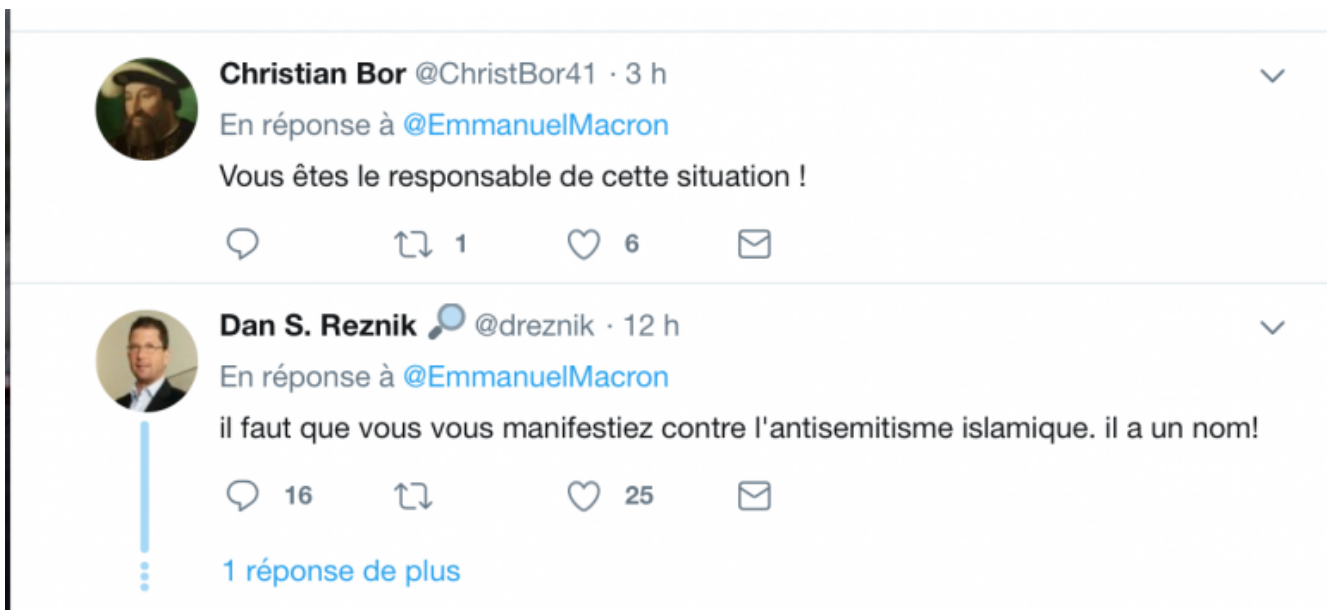 Christian Bor @ChristBor41 · 3 h
En réponse à @EmmanuelMacron
Vous êtes le responsable de cette situation !
1 6
Dan S. Reznik 🔎 @dreznik · 12 h
En réponse à @EmmanuelMacron
il faut que vous vous manifestiez contre l'antisemitisme islamique. il a un nom!
16 25
1 réponse de plus